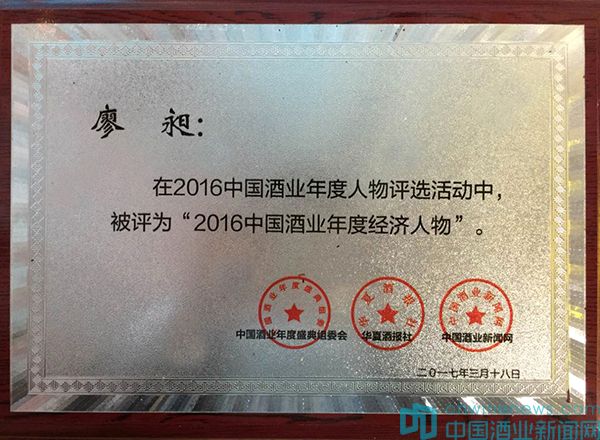 廖 昶：
在2016中国酒业年度人物评选活动中，
被评为“2016中国酒业年度经济人物”。
中国酒业年度盛典组委会 华夏酒报社 中国酒业新闻网
二〇一七年三月十八日
中国酒业新闻网